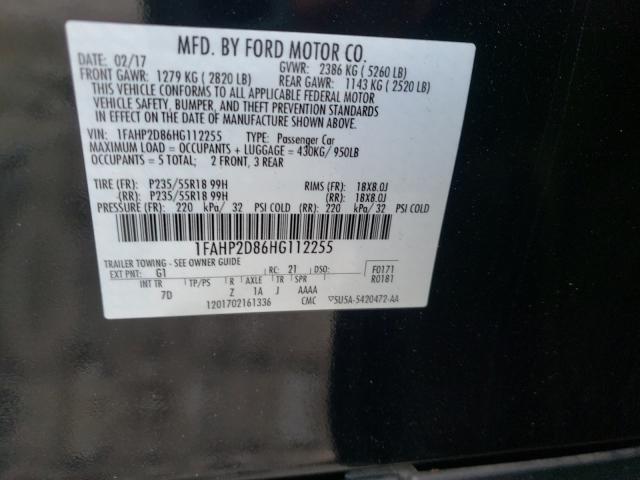 MFD. BY FORD MOTOR CO.
DATE: 02/17 GVWR: 2386 KG ( 5260 LB)
FRONT GAWR: 1279 KG ( 2820 LB) REAR GAWR: 1143 KG ( 2520 LB)
THIS VEHICLE CONFORMS TO ALL APPLICABLE FEDERAL MOTOR
VEHICLE SAFETY, BUMPER, AND THEFT PREVENTION STANDARDS
IN EFFECT ON THE DATE OF MANUFACTURE SHOWN ABOVE.
VIN: 1FAHP2D86HG112255 TYPE: Passenger Car
MAXIMUM LOAD = OCCUPANTS + LUGGAGE = 430KG/ 950LB
OCCUPANTS = 5 TOTAL; 2 FRONT, 3 REAR
TIRE (FR): P235/55R18 99H RIMS (FR): 18X8.0J
(RR): P235/55R18 99H (RR): 18X8.0J
PRESSURE (FR): 220 kPa/ 32 PSI COLD (RR): 220 kPa/ 32 PSI COLD
1FAHP2D86HG112255
TRAILER TOWING - SEE OWNER GUIDE
EXT PNT: G1 RC: 21 DSO: F0171
INT TR TP/PS R AXLE TR SPR R0181
7D Z 1A J AAAA
1201702161336 CMC 5U5A-5420472-AA